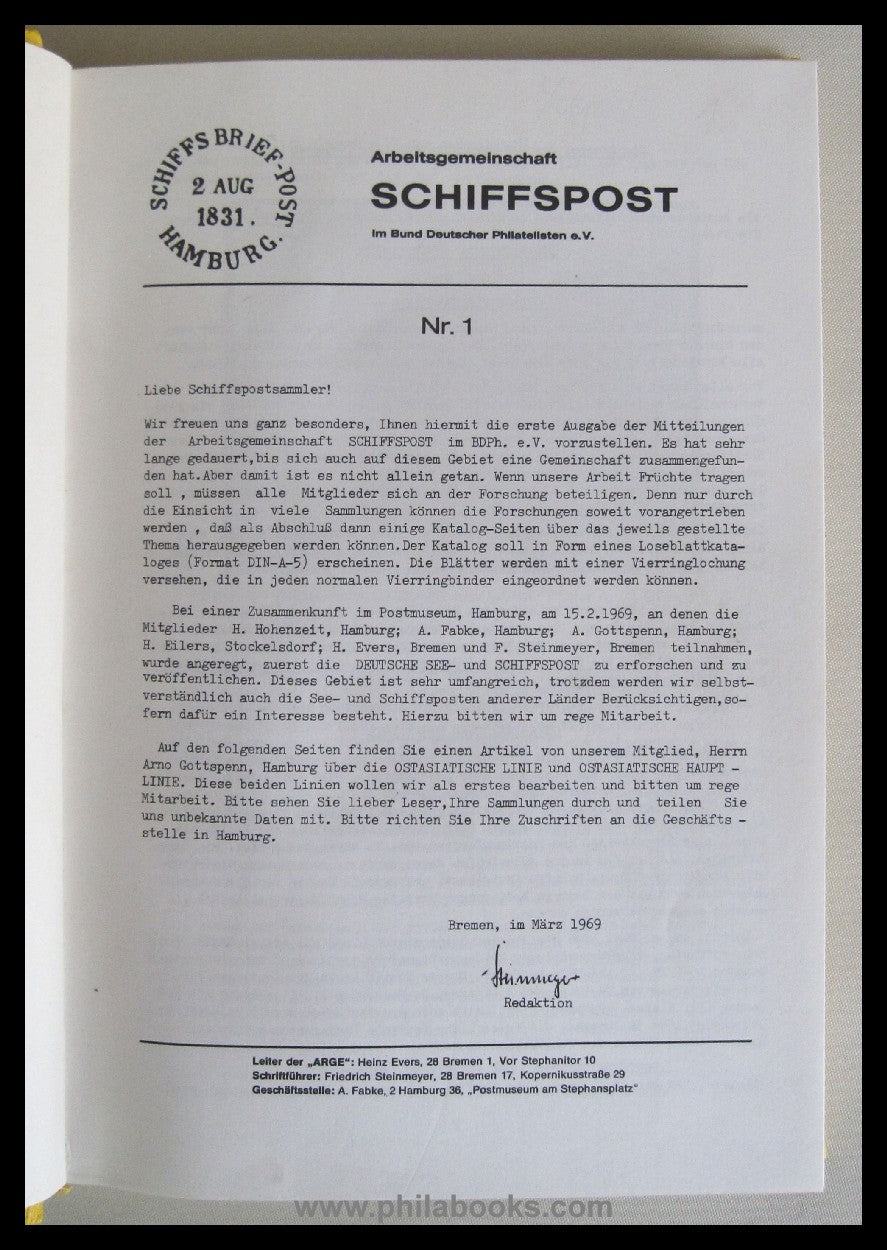 SCHIFFS BRIEF-POST
2 AUG
1831.
HAMBURG.
Arbeitsgemeinschaft
SCHIFFSPOST
im Bund Deutscher Philatelisten e.V.
Nr. 1
Liebe Schiffspostsammler!
Wir freuen uns ganz besonders, Ihnen hiermit die erste Ausgabe der Mitteilungen
der Arbeitsgemeinschaft SCHIFFSPOST im BDPh. e.V. vorzustellen. Es hat sehr
lange gedauert,bis sich auch auf diesem Gebiet eine Gemeinschaft zusammengefun-
den hat.Aber damit ist es nicht allein getan. Wenn unsere Arbeit Früchte tragen
soll , müssen alle Mitglieder sich an der Forschung beteiligen. Denn nur durch
die Einsicht in viele Sammlungen können die Forschungen soweit vorangetrieben
werden , daß als Abschluß dann einige Katalog-Seiten über das jeweils gestellte
Thema herausgegeben werden können.Der Katalog soll in Form eines Loseblattkata-
loges (Format DIN-A-5) erscheinen. Die Blätter werden mit einer Vierringlochung
versehen, die in jeden normalen Vierringbinder eingeordnet werden können.
Bei einer Zusammenkunft im Postmuseum, Hamburg, am 15.2.1969, an denen die
Mitglieder H. Hohenzeit, Hamburg; A. Fabke, Hamburg; A. Gottspenn, Hamburg;
H. Eilers, Stockelsdorf; H. Evers, Bremen und F. Steinmeyer, Bremen teilnahmen,
wurde angeregt, zuerst die DEUTSCHE SEE- und SCHIFFSPOST zu erforschen und zu
veröffentlichen. Dieses Gebiet ist sehr umfangreich, trotzdem werden wir selbst-
verständlich auch die See- und Schiffsposten anderer Länder Berücksichtigen,so-
fern dafür ein Interesse besteht. Hierzu bitten wir um rege Mitarbeit.
Auf den folgenden Seiten finden Sie einen Artikel von unserem Mitglied, Herrn
Arno Gottspenn, Hamburg über die OSTASIATISCHE LINIE und OSTASIATISCHE HAUPT -
LINIE. Diese beiden Linien wollen wir als erstes bearbeiten und bitten um rege
Mitarbeit. Bitte sehen Sie lieber Leser,Ihre Sammlungen durch und teilen Sie
uns unbekannte Daten mit. Bitte richten Sie Ihre Zuschriften an die Geschäfts -
stelle in Hamburg.
Bremen, im März 1969
Steinmeyer
Redaktion
Leiter der „ARGE“: Heinz Evers, 28 Bremen 1, Vor Stephanitor 10
Schriftführer: Friedrich Steinmeyer, 28 Bremen 17, Kopernikusstraße 29
Geschäftsstelle: A. Fabke, 2 Hamburg 36, „Postmuseum am Stephansplatz“
www.philabooks.com